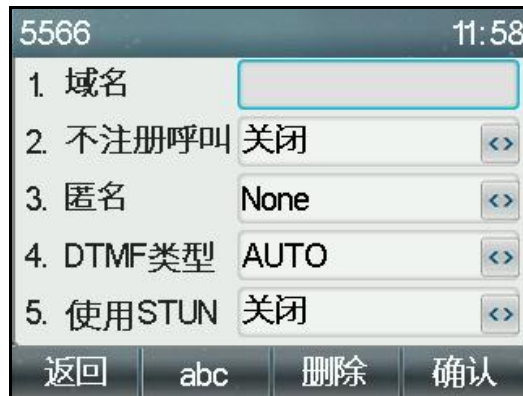 5566 11:58
1. 域名
2. 不注册呼叫 关闭
3. 匿名 None
4. DTMF类型 AUTO
5. 使用STUN 关闭
返回 abc 删除 确认